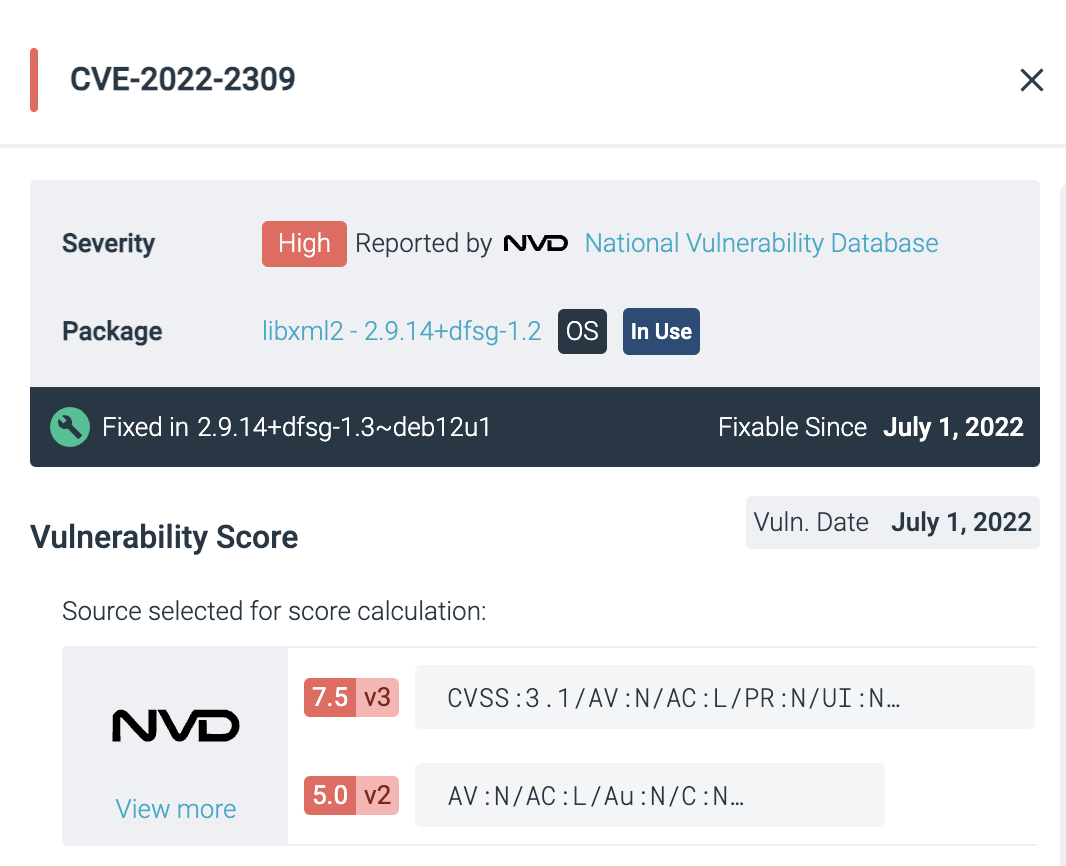 CVE-2022-2309
Severity High Reported by NVD National Vulnerability Database
Package libxml2 - 2.9.14+dfsg-1.2 OS In Use
Fixed in 2.9.14+dfsg-1.3~deb12u1 Fixable Since July 1, 2022
Vulnerability Score Vuln. Date July 1, 2022
Source selected for score calculation:
NVD
View more
7.5 v3 CVSS:3.1/AV:N/AC:L/PR:N/UI:N…
5.0 v2 AV:N/AC:L/Au:N/C:N…